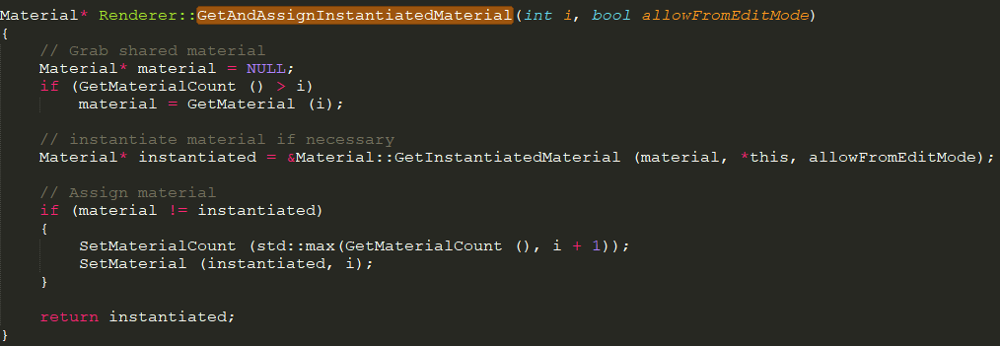 Material* Renderer::GetAndAssignInstantiatedMaterial(int i, bool allowFromEditMode)
{
    // Grab shared material
    Material* material = NULL;
    if (GetMaterialCount () > i)
        material = GetMaterial (i);

    // instantiate material if necessary
    Material* instantiated = &Material::GetInstantiatedMaterial (material, *this, allowFromEditMode);

    // Assign material
    if (material != instantiated)
    {
        SetMaterialCount (std::max(GetMaterialCount (), i + 1));
        SetMaterial (instantiated, i);
    }

    return instantiated;
}